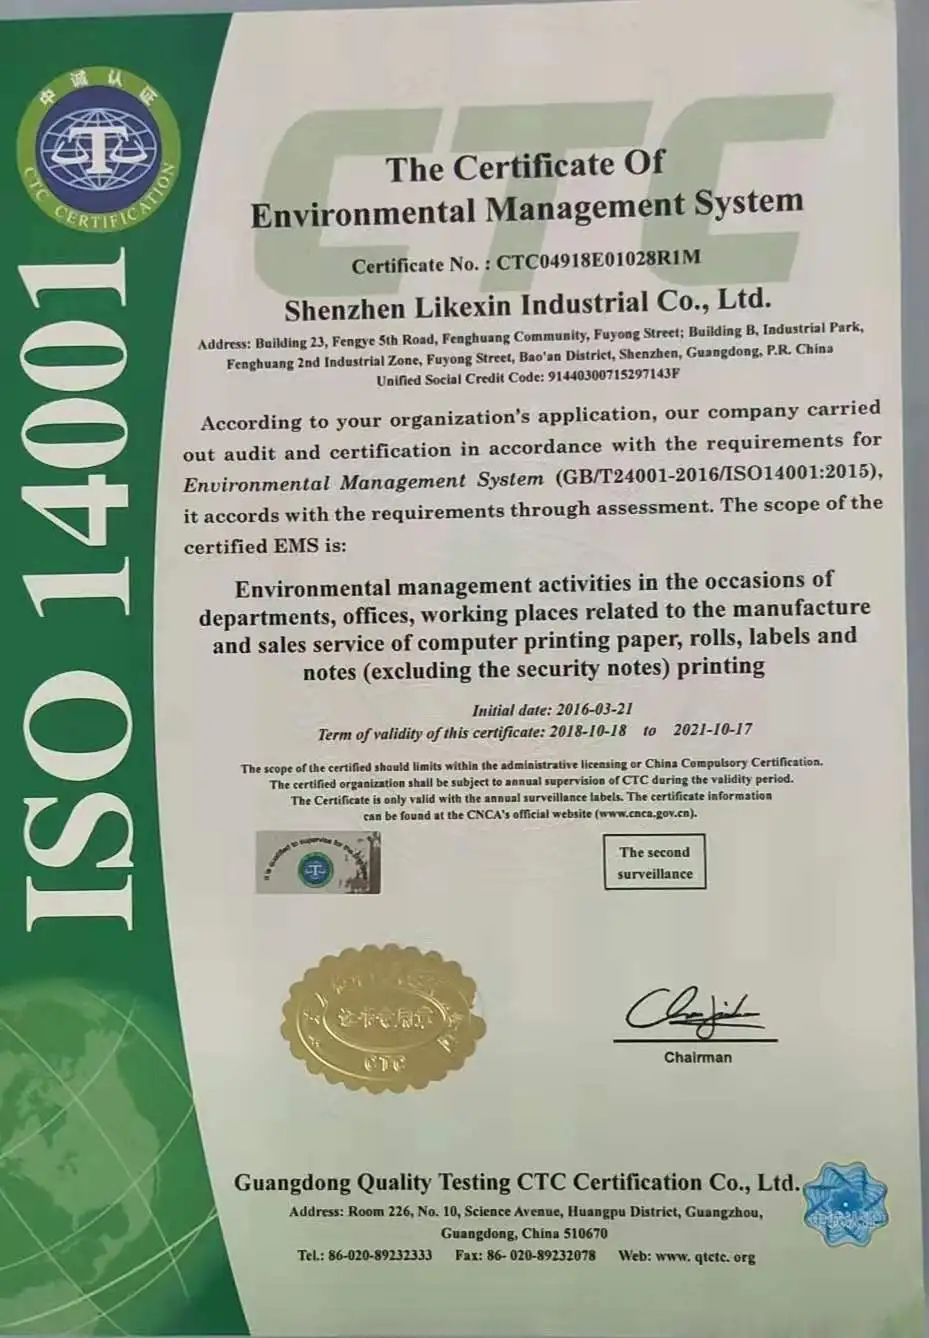 中诚认证
CTC CERTIFICATION
ISO 14001
CTC
The Certificate Of
Environmental Management System
Certificate No. : CTC04918E01028R1M
Shenzhen Likexin Industrial Co., Ltd.
Address: Building 23, Fengye 5th Road, Fenghuang Community, Fuyong Street; Building B, Industrial Park,
Fenghuang 2nd Industrial Zone, Fuyong Street, Bao'an District, Shenzhen, Guangdong, P.R. China
Unified Social Credit Code: 91440300715297143F
According to your organization's application, our company carried
out audit and certification in accordance with the requirements for
Environmental Management System (GB/T24001-2016/ISO14001:2015),
it accords with the requirements through assessment. The scope of the
certified EMS is:
Environmental management activities in the occasions of
departments, offices, working places related to the manufacture
and sales service of computer printing paper, rolls, labels and
notes (excluding the security notes) printing
Initial date: 2016-03-21
Term of validity of this certificate: 2018-10-18 to 2021-10-17
The scope of the certified should limits within the administrative licensing or China Compulsory Certification.
The certified organization shall be subject to annual supervision of CTC during the validity period.
The Certificate is only valid with the annual surveillance labels. The certificate information
can be found at the CNCA's official website (www.cnca.gov.cn).
It is qualified to supervise for the
The second
surveillance
CTC
Chairman
Guangdong Quality Testing CTC Certification Co., Ltd.
Address: Room 226, No. 10, Science Avenue, Huangpu District, Guangzhou,
Guangdong, China 510670
Tel.: 86-020-89232333 Fax: 86- 020-89232078 Web: www. qtctc. org